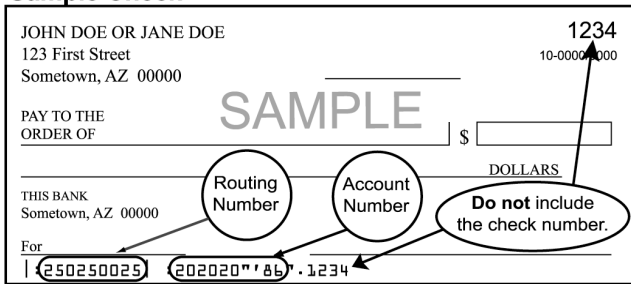 JOHN DOE OR JANE DOE 1234
123 First Street 10-0000/0000
Sometown, AZ 00000
SAMPLE
PAY TO THE
ORDER OF $
DOLLARS
THIS BANK
Sometown, AZ 00000
Routing
Number
Account
Number
Do not include
the check number.
For
|:250250025| :202020"'86".1234